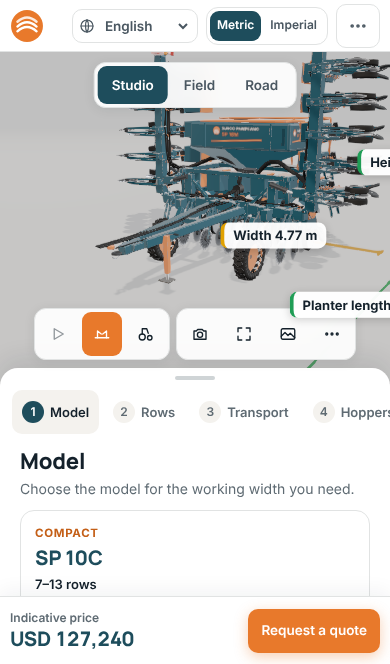 English
Metric
Imperial
Studio
Field
Road
Hei
Width 4.77 m
Planter length
1 Model
2 Rows
3 Transport
4 Hoppers
Model
Choose the model for the working width you need.
COMPACT
SP 10C
7–13 rows
Indicative price
USD 127,240
Request a quote